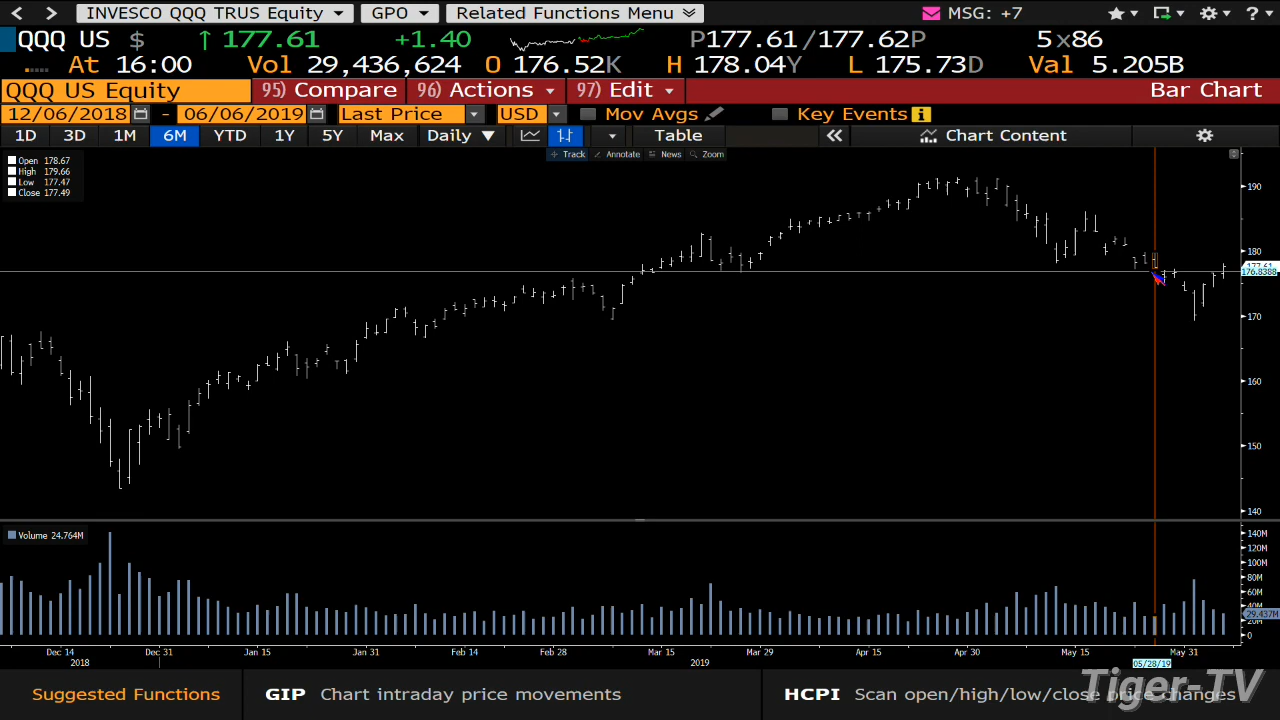 INVESCO QQQ TRUS Equity GPO Related Functions Menu MSG: +7 ?
QQQ US $ ↑ 177.61 +1.40 P177.61/177.62P 5x86
At 16:00 Vol 29,436,624 O 176.52K H 178.04Y L 175.73D Val 5.205B
QQQ US Equity 95) Compare 96) Actions 97) Edit Bar Chart
12/06/2018 - 06/06/2019 Last Price USD Mov Avgs Key Events i
1D 3D 1M 6M YTD 1Y 5Y Max Daily ▼ Table « Chart Content
Track Annotate News Zoom
Open 178.67
High 179.66
Low 177.47
Close 177.49
190
180
177.61
176.8388
170
160
150
140
Volume 24.764M
140M
120M
100M
80M
60M
40M
29.437M
20M
0
Dec 14 Dec 31 Jan 15 Jan 31 Feb 14 Feb 28 Mar 15 Mar 29 Apr 15 Apr 30 May 15 May 31
2018 2019 05/28/19
Suggested Functions GIP Chart intraday price movements HCPI Scan open/high/low/close price changes
Tiger-TV